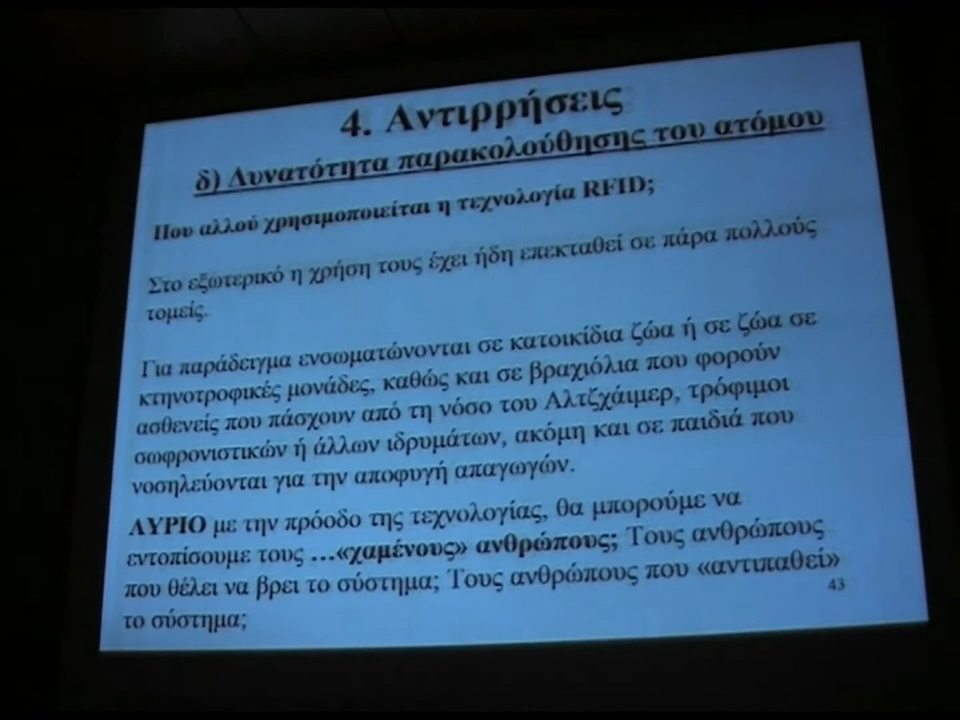 4. Αντιρρήσεις
δ) Δυνατότητα παρακολούθησης του ατόμου
Που αλλού χρησιμοποιείται η τεχνολογία RFID;
Στο εξωτερικό η χρήση τους έχει ήδη επεκταθεί σε πάρα πολλούς
τομείς.
Για παράδειγμα ενσωματώνονται σε κατοικίδια ζώα ή σε ζώα σε
κτηνοτροφικές μονάδες, καθώς και σε βραχιόλια που φορούν
ασθενείς που πάσχουν από τη νόσο του Αλτζχάιμερ, τρόφιμοι
σωφρονιστικών ή άλλων ιδρυμάτων, ακόμη και σε παιδιά που
νοσηλεύονται για την αποφυγή απαγωγών.
ΑΥΡΙΟ με την πρόοδο της τεχνολογίας, θα μπορούμε να
εντοπίσουμε τους …«χαμένους» ανθρώπους; Τους ανθρώπους
που θέλει να βρει το σύστημα; Τους ανθρώπους που «αντιπαθεί»
το σύστημα;
43